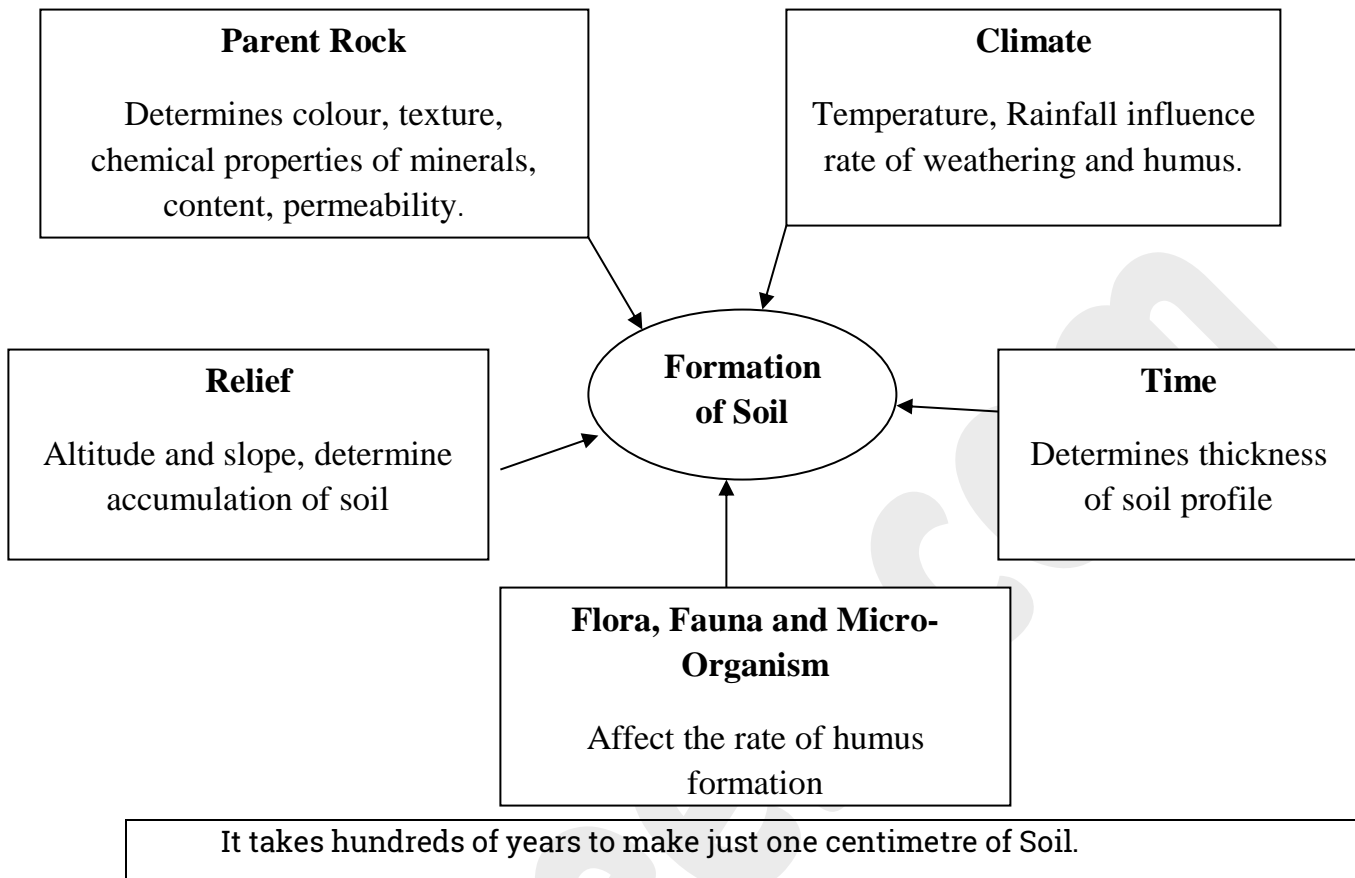 Parent Rock
Determines colour, texture,
chemical properties of minerals,
content, permeability.
Climate
Temperature, Rainfall influence
rate of weathering and humus.
Relief
Altitude and slope, determine
accumulation of soil
Formation
of Soil
Time
Determines thickness
of soil profile
Flora, Fauna and Micro-
Organism
Affect the rate of humus
formation
It takes hundreds of years to make just one centimetre of Soil.